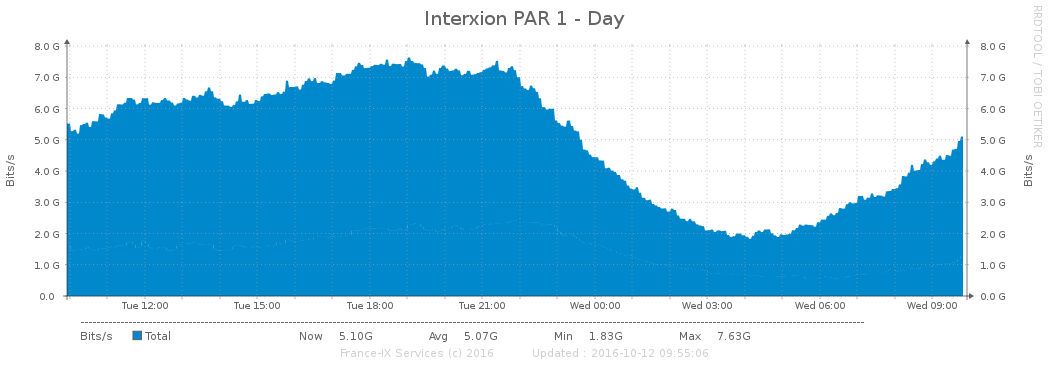 Interxion PAR 1 - Day
RRDTOOL / TOBI OETIKER
Bits/s
8.0 G 8.0 G
7.0 G 7.0 G
6.0 G 6.0 G
5.0 G 5.0 G
4.0 G 4.0 G
3.0 G 3.0 G
2.0 G 2.0 G
1.0 G 1.0 G
0.0 0.0 G
Bits/s
Tue 12:00 Tue 15:00 Tue 18:00 Tue 21:00 Wed 00:00 Wed 03:00 Wed 06:00 Wed 09:00
Bits/s Total Now 5.10G Avg 5.07G Min 1.83G Max 7.63G
France-IX Services (c) 2016 Updated : 2016-10-12 09:55:06